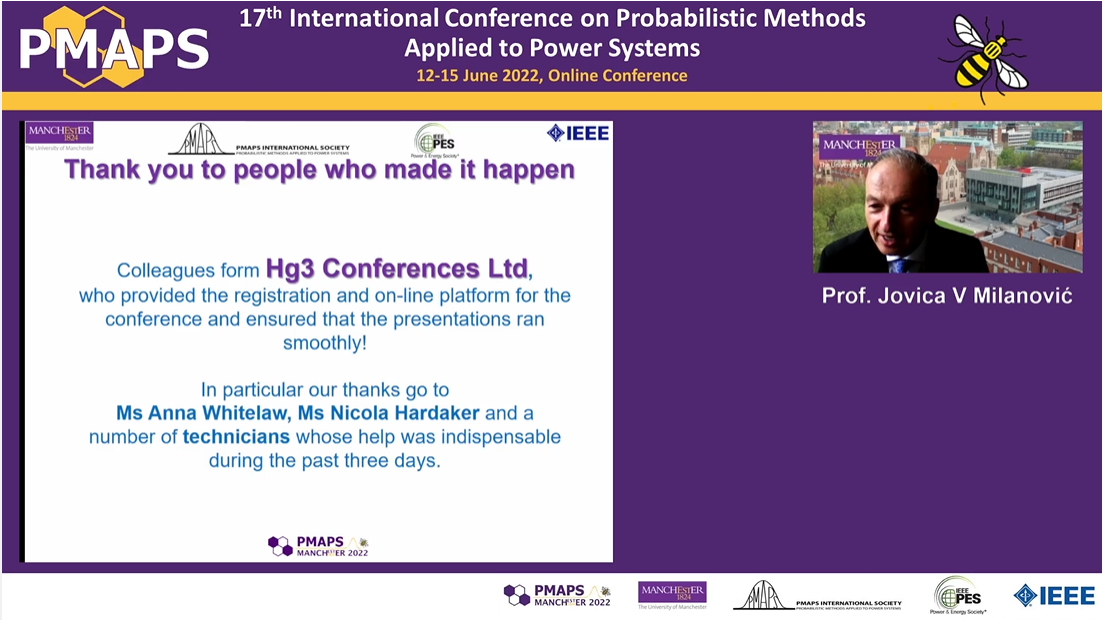 PMAPS
17th International Conference on Probabilistic Methods
Applied to Power Systems
12-15 June 2022, Online Conference
MANCHESTER
1824
The University of Manchester
PMAPS
PMAPS INTERNATIONAL SOCIETY
PROBABILISTIC METHODS APPLIED TO POWER SYSTEMS
IEEE
PES
Power & Energy Society®
IEEE
Thank you to people who made it happen
Colleagues form Hg3 Conferences Ltd,
who provided the registration and on-line platform for the
conference and ensured that the presentations ran
smoothly!
In particular our thanks go to
Ms Anna Whitelaw, Ms Nicola Hardaker and a
number of technicians whose help was indispensable
during the past three days.
PMAPS
MANCHESTER 2022
MANCHESTER
Prof. Jovica V Milanović
PMAPS
MANCHESTER 2022
MANCHESTER
1824
The University of Manchester
PMAPS
PMAPS INTERNATIONAL SOCIETY
PROBABILISTIC METHODS APPLIED TO POWER SYSTEMS
IEEE
PES
Power & Energy Society®
IEEE